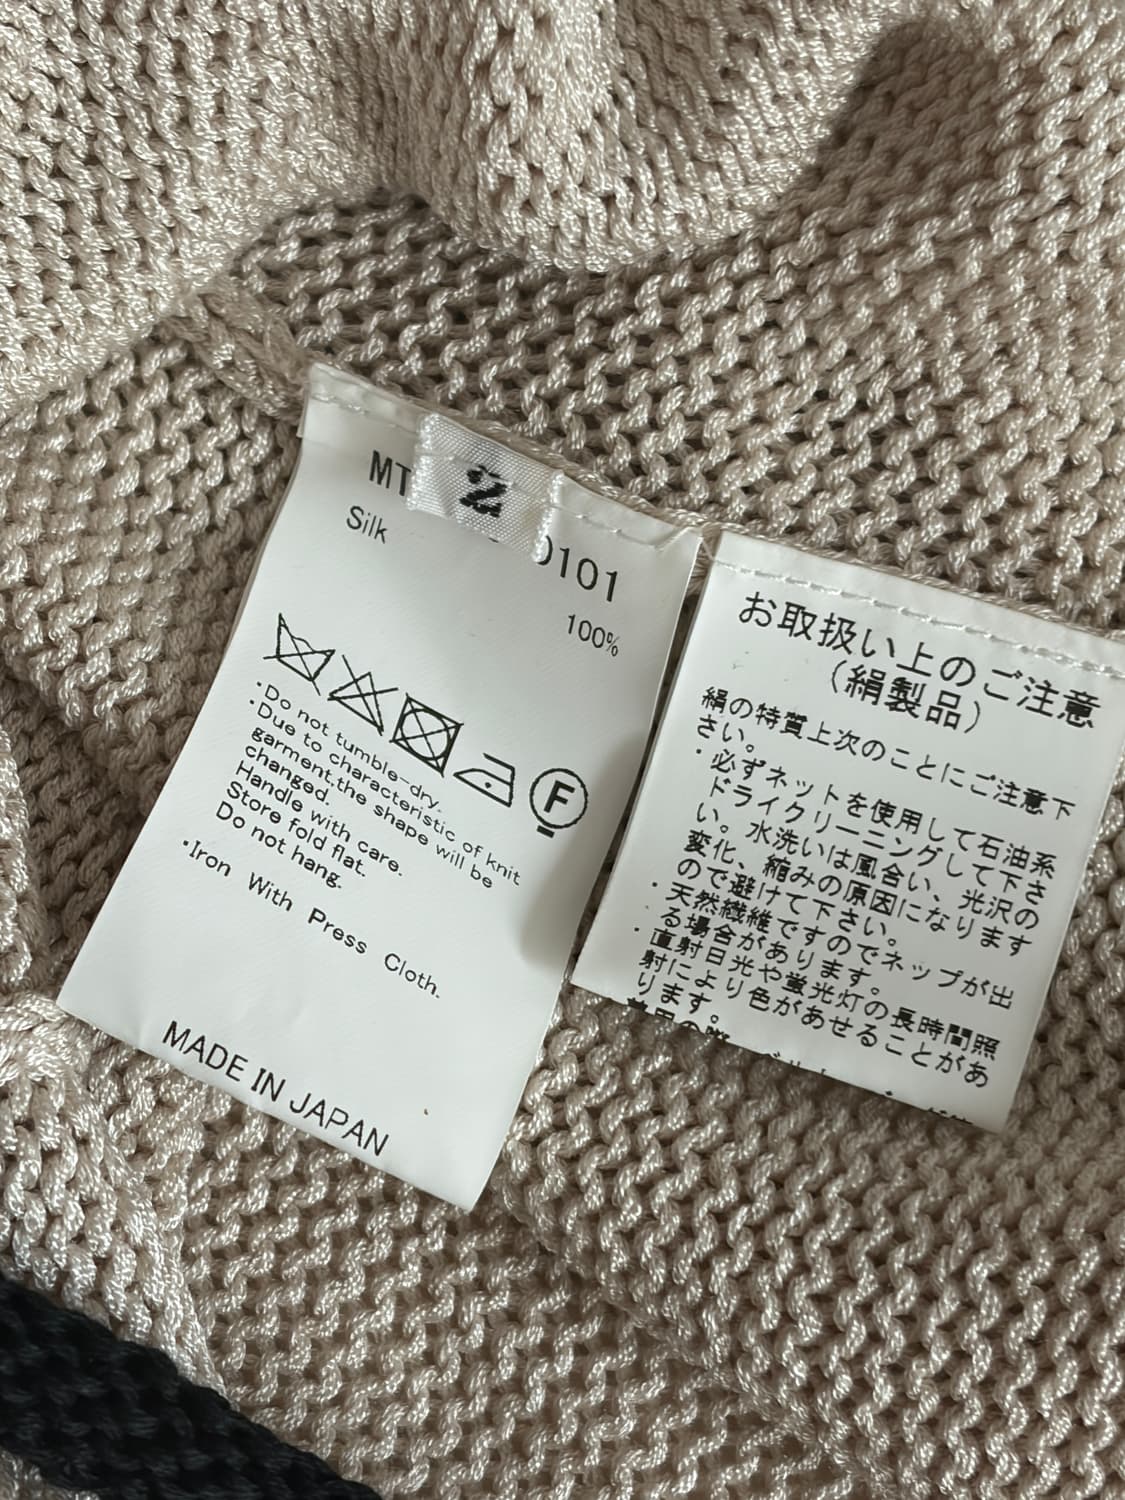 2
MT
0101
Silk
100%
F
・Do not tumble-dry.
・Due to characteristic of knit
garment.the shape will be
changed.
Handle with care.
Store fold flat.
Do not hang.
・Iron With Press Cloth.
MADE IN JAPAN
お取扱い上のご注意
(絹製品)
絹の特質上次のことにご注意下
さい。
・必ずネットを使用して石油系
ドライクリーニングして下さ
い。水洗いは風合い、光沢の
変化、縮みの原因になります
ので避けて下さい。
・天然繊維ですのでネップが出
る場合があります。
・直射日光や蛍光灯の長時間照
射により色があせることがあ
ります。